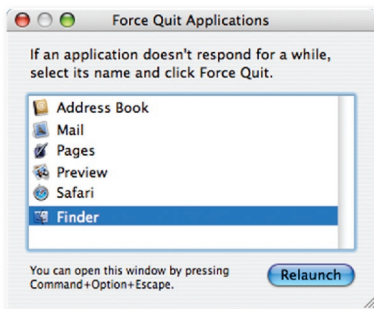 Force Quit Applications
If an application doesn't respond for a while,
select its name and click Force Quit.
Address Book
Mail
Pages
Preview
Safari
Finder
You can open this window by pressing
Command+Option+Escape.
Relaunch